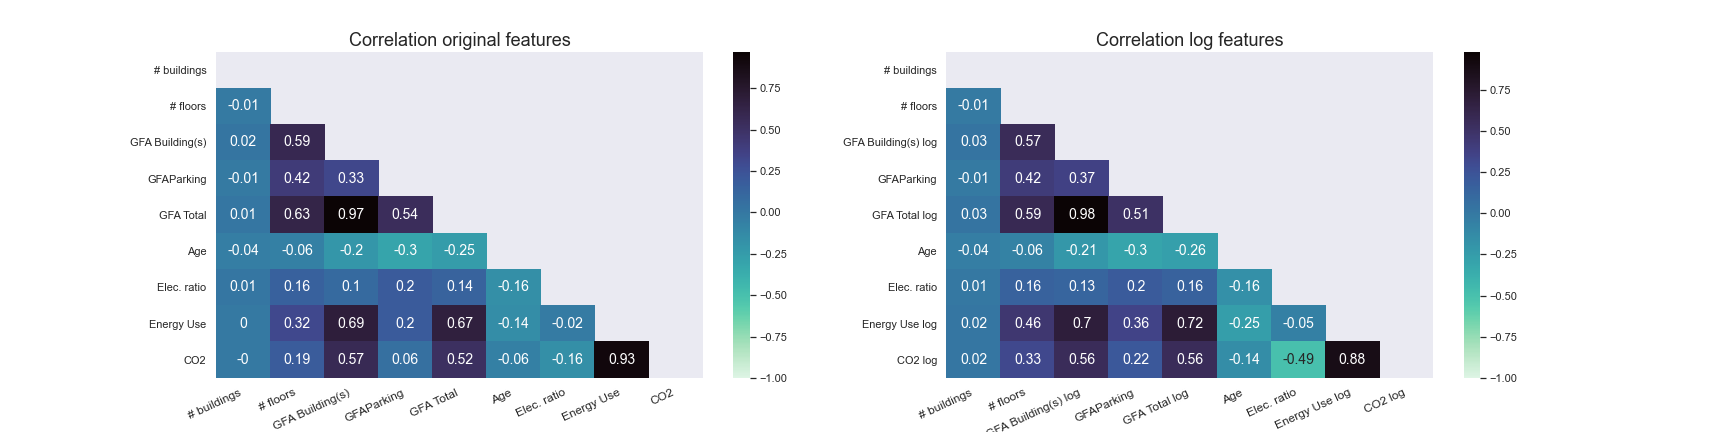 Correlation original features
# buildings
# floors
-0.01
GFA Building(s)
0.02 0.59
GFAParking
-0.01 0.42 0.33
GFA Total
0.01 0.63 0.97 0.54
Age
-0.04 -0.06 -0.2 -0.3 -0.25
Elec. ratio
0.01 0.16 0.1 0.2 0.14 -0.16
Energy Use
0 0.32 0.69 0.2 0.67 -0.14 -0.02
CO2
-0 0.19 0.57 0.06 0.52 -0.06 -0.16 0.93
# buildings
# floors
GFA Building(s)
GFAParking
GFA Total
Age
Elec. ratio
Energy Use
CO2
0.75
0.50
0.25
0.00
−0.25
−0.50
−0.75
−1.00
Correlation log features
# buildings
# floors
-0.01
GFA Building(s) log
0.03 0.57
GFAParking
-0.01 0.42 0.37
GFA Total log
0.03 0.59 0.98 0.51
Age
-0.04 -0.06 -0.21 -0.3 -0.26
Elec. ratio
0.01 0.16 0.13 0.2 0.16 -0.16
Energy Use log
0.02 0.46 0.7 0.36 0.72 -0.25 -0.05
CO2 log
0.02 0.33 0.56 0.22 0.56 -0.14 -0.49 0.88
# buildings
# floors
GFA Building(s) log
GFAParking
GFA Total log
Age
Elec. ratio
Energy Use log
CO2 log
0.75
0.50
0.25
0.00
−0.25
−0.50
−0.75
−1.00